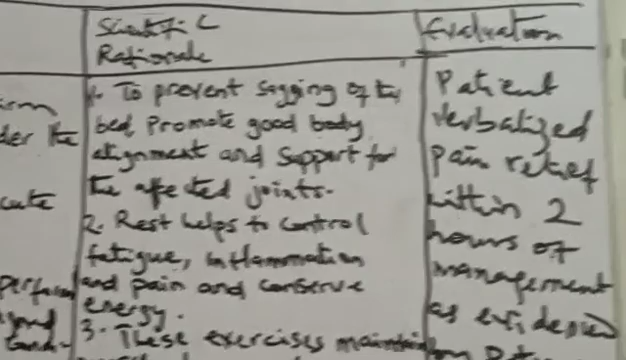 Scientific
Rationale
1. To prevent sagging of the
bed Promote good body
alignment and Support for
the affected joints.
2. Rest helps to control
fatigue, inflammation
and pain and conserve
energy.
3. These exercises maintain
Evaluation
Patient
verbalized
pain relief
within 2
hours of
management
as evidenced